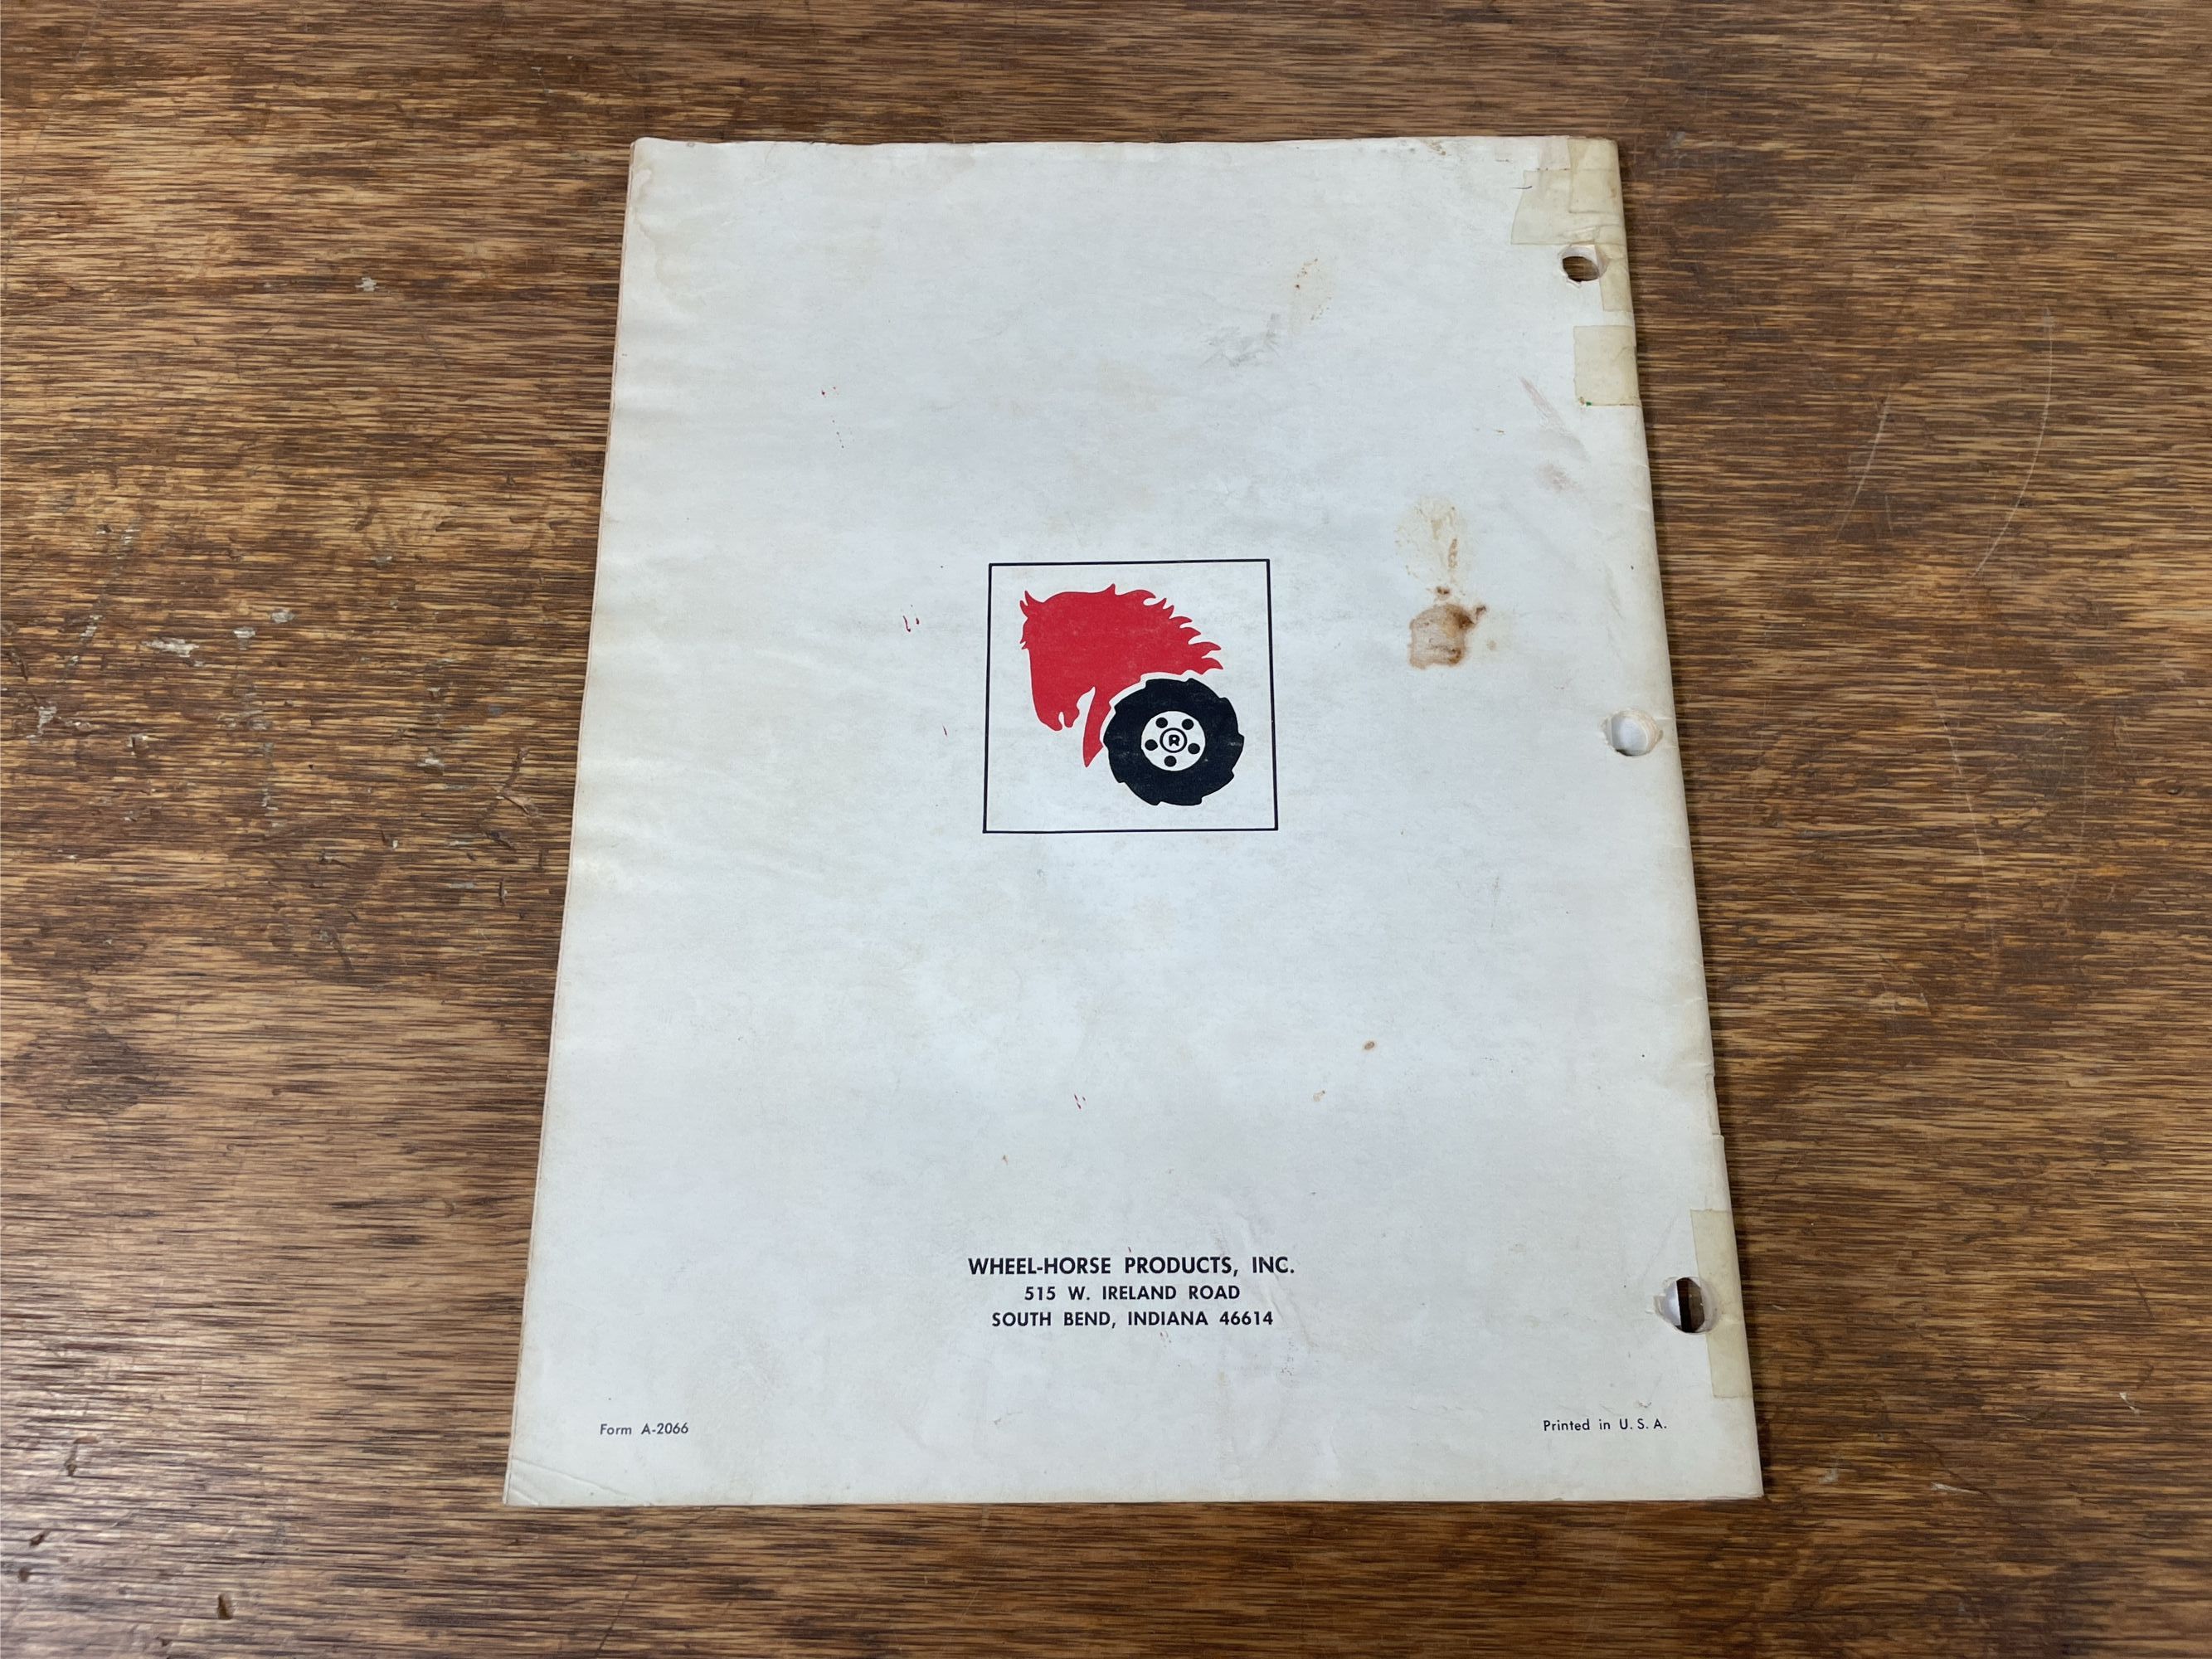 R
WHEEL-HORSE PRODUCTS, INC.
515 W. IRELAND ROAD
SOUTH BEND, INDIANA 46614
Form A-2066
Printed in U.S.A.